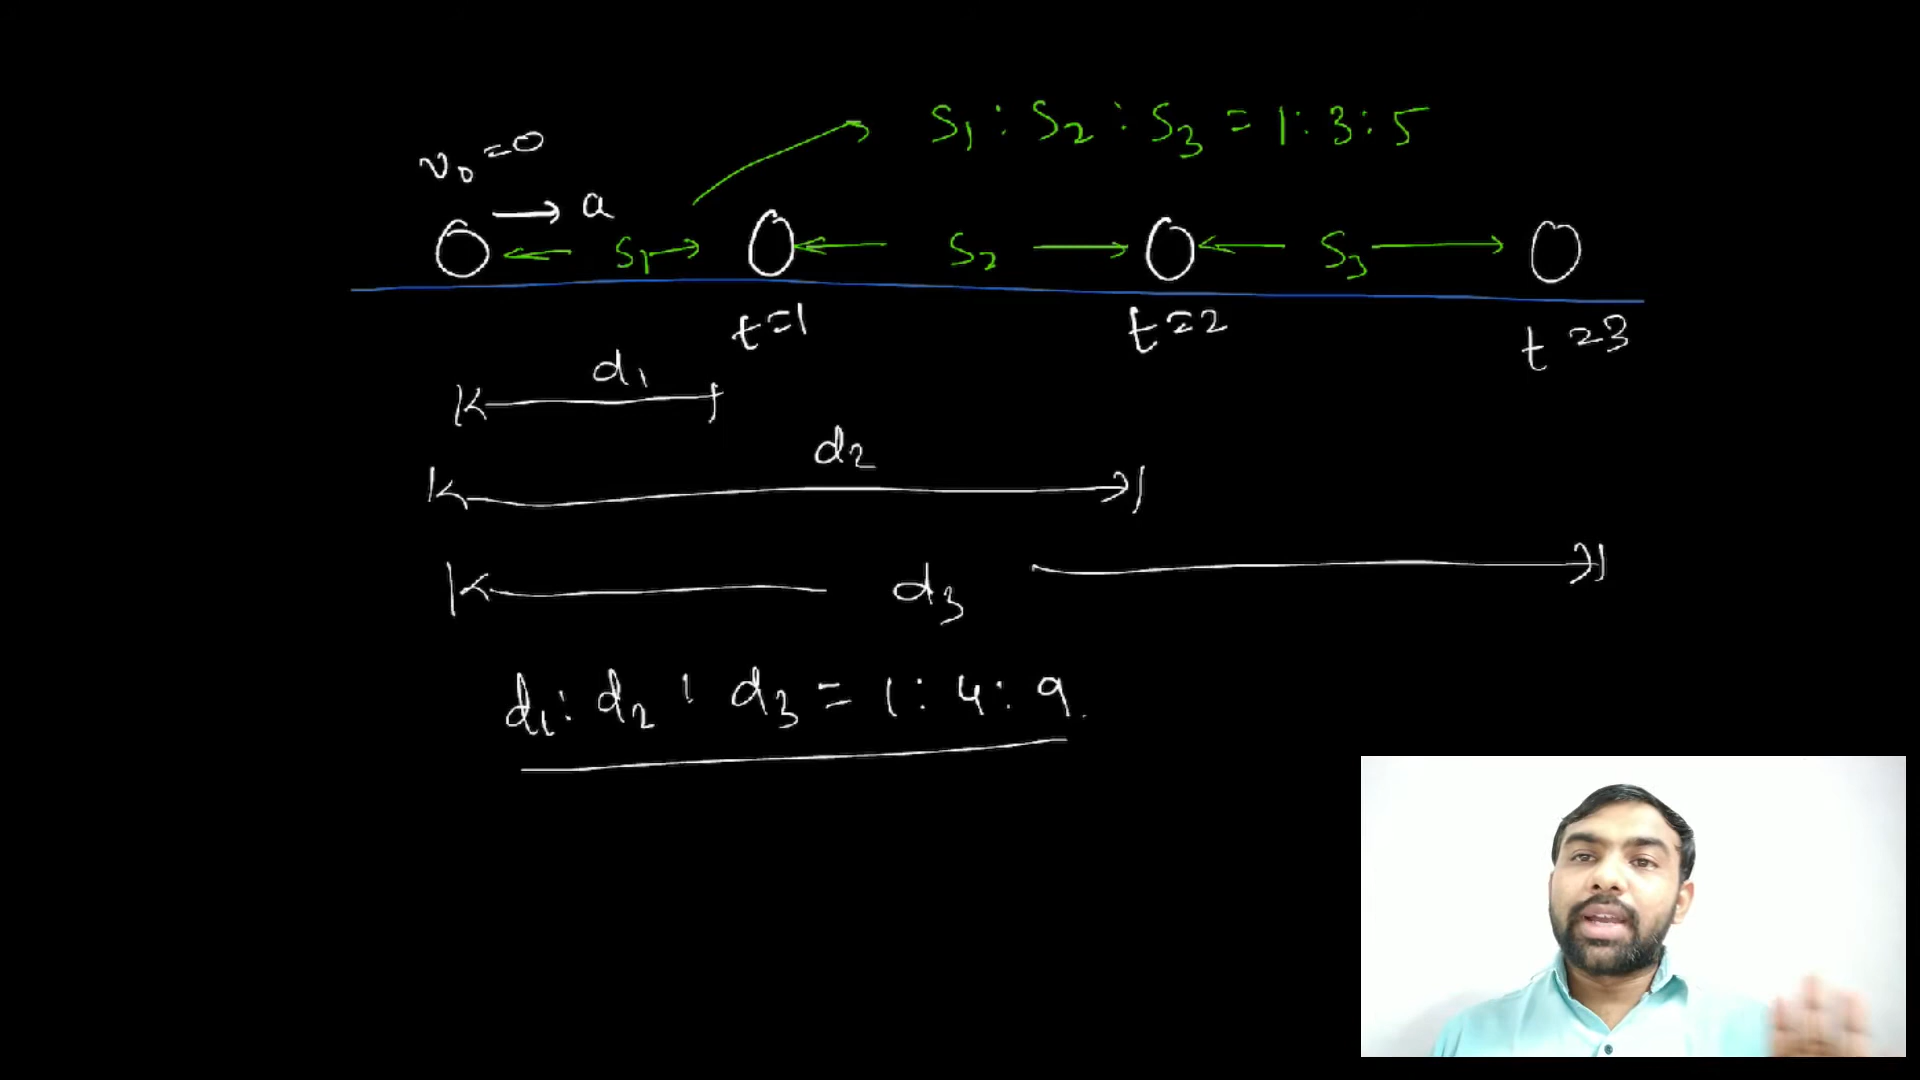 S₁ : S₂ : S₃ = 1 : 3 : 5
v₀ = 0
a
S₁ S₂ S₃
t=1 t=2 t=3
d₁
d₂
d₃
d₁ : d₂ : d₃ = 1 : 4 : 9.